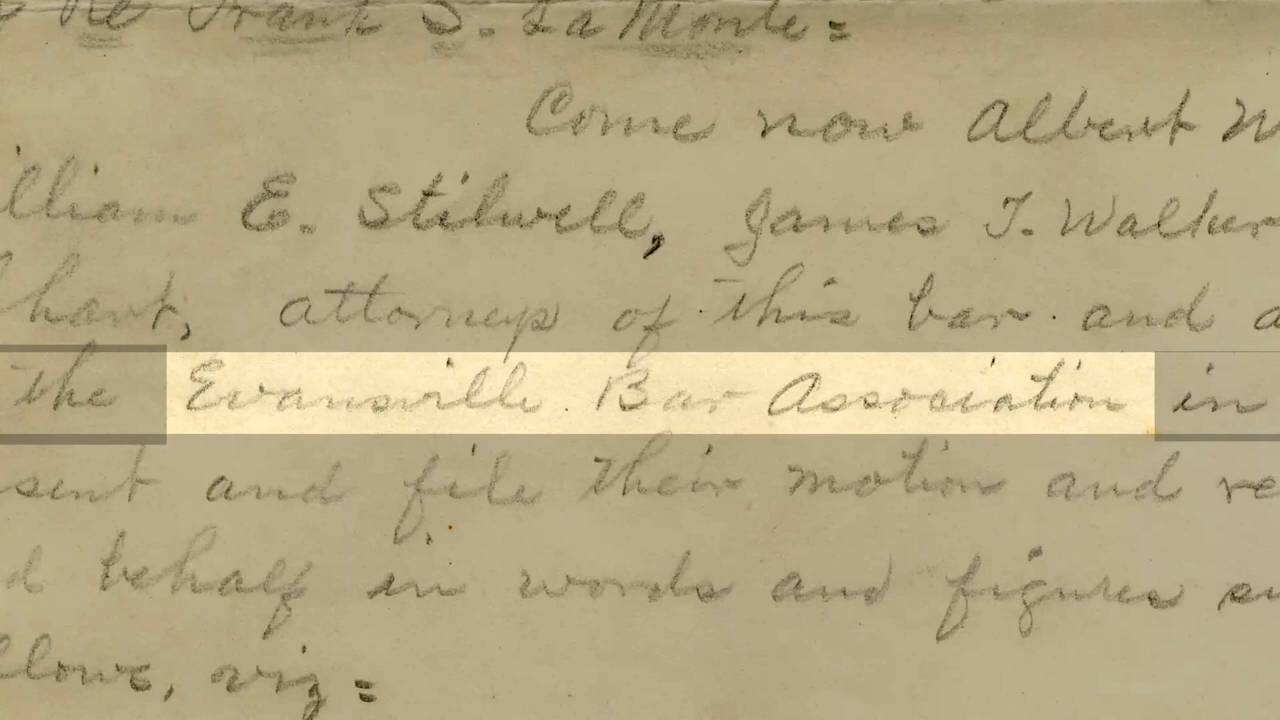 Re Frank S. La Monte =
Come now Albert W
illiam E. Stilwell, James T. Walker
hart, attorneys of this bar and a
the Evansville Bar Association in
sent and file their motion and re
d behalf in words and figures su
llows, viz =